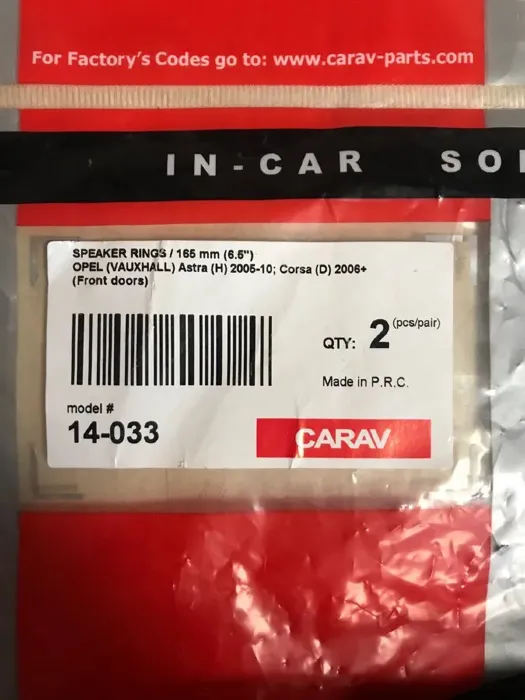 For Factory's Codes go to: www.carav-parts.com
IN-CAR
SPEAKER RINGS / 165 mm (6.5")
OPEL (VAUXHALL) Astra (H) 2005-10; Corsa (D) 2006+
(Front doors)
QTY: 2 (pcs/pair)
Made in P.R.C.
model #
14-033
CARAV